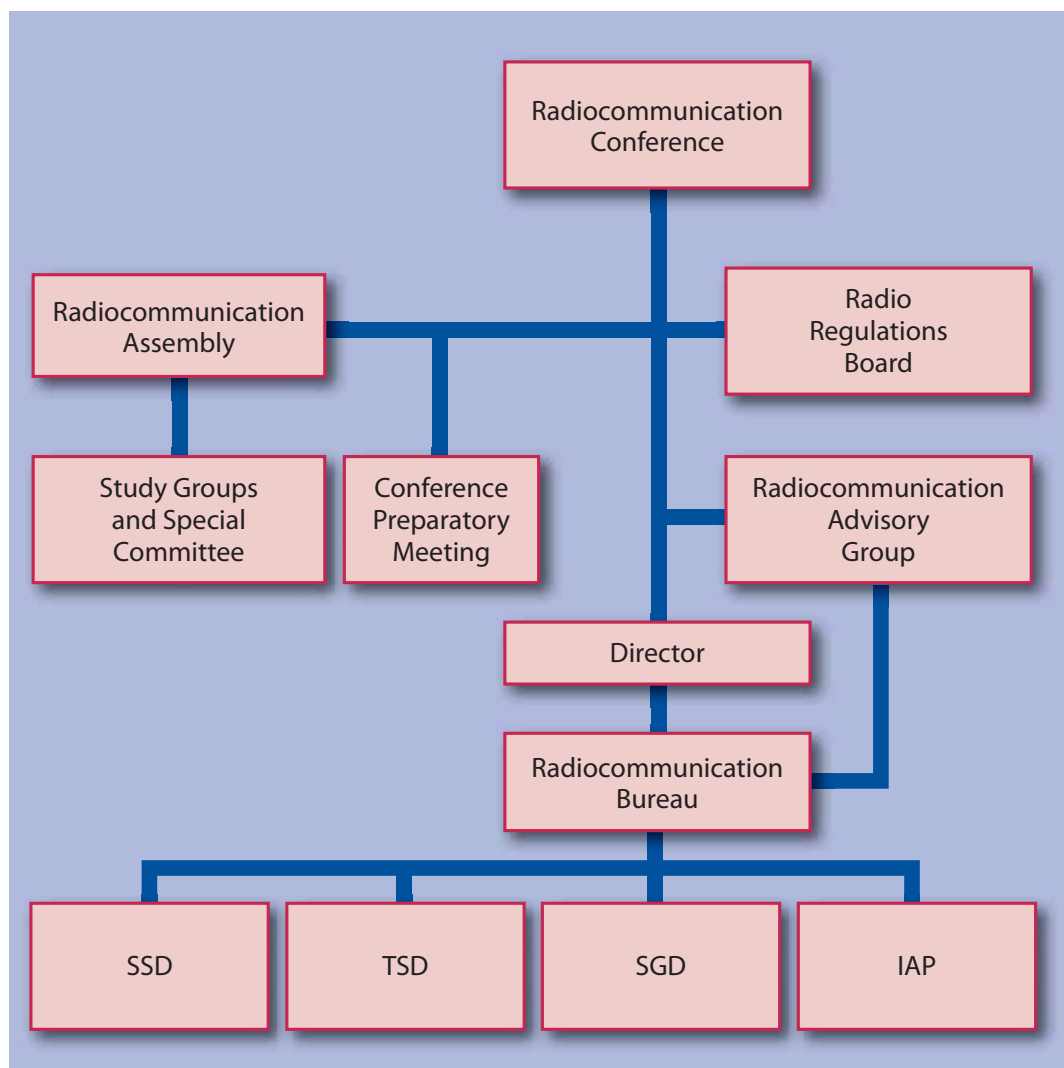 Radiocommunication
Conference
Radiocommunication
Assembly
Radio
Regulations
Board
Study Groups
and Special
Committee
Conference
Preparatory
Meeting
Radiocommunication
Advisory
Group
Director
Radiocommunication
Bureau
SSD
TSD
SGD
IAP